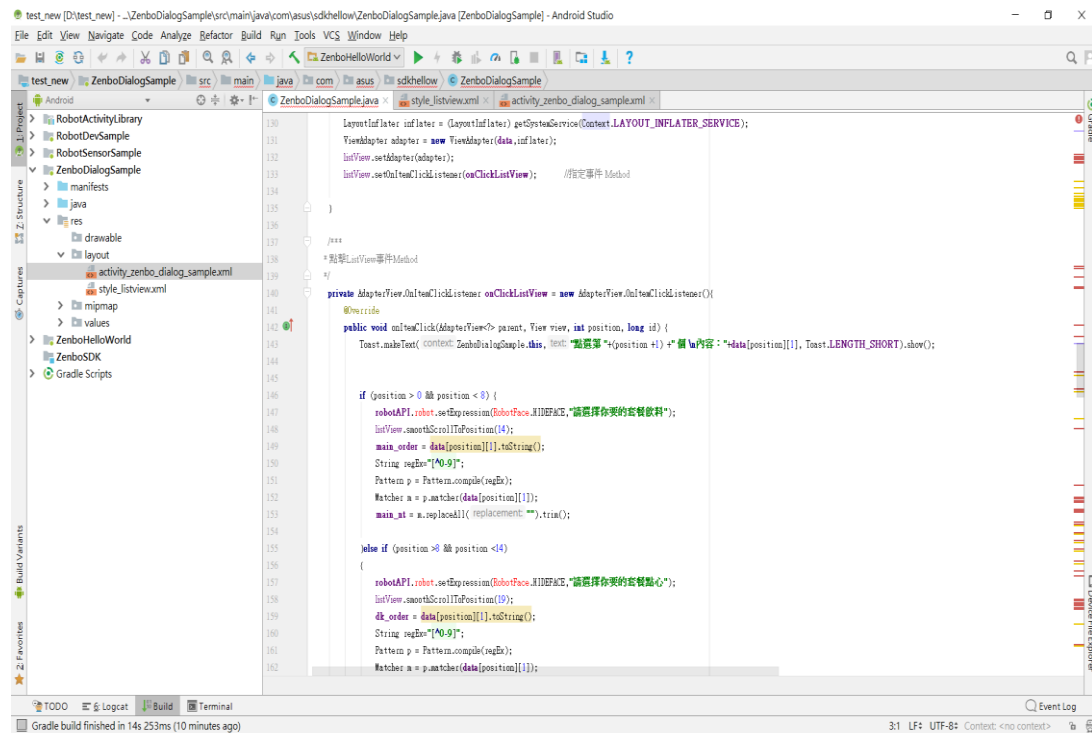 test_new [D:\test_new] - ...\ZenboDialogSample\src\main\java\com\asus\sdkhellow\ZenboDialogSample.java [ZenboDialogSample] - Android Studio
File Edit View Navigate Code Analyze Refactor Build Run Tools VCS Window Help
ZenboHelloWorld
test_new ZenboDialogSample src main java com asus sdkhellow ZenboDialogSample
Android
ZenboDialogSample.java × style_listview.xml × activity_zenbo_dialog_sample.xml ×
1: Project
Z: Structure
Captures
Build Variants
2: Favorites
RobotActivityLibrary
RobotDevSample
RobotSensorSample
ZenboDialogSample
manifests
java
res
drawable
layout
activity_zenbo_dialog_sample.xml
style_listview.xml
mipmap
values
ZenboHelloWorld
ZenboSDK
Gradle Scripts
130 LayoutInflater inflater = (LayoutInflater) getSystemService(Context.LAYOUT_INFLATER_SERVICE);
131 ViewAdapter adapter = new ViewAdapter(data,inflater);
132 listView.setAdapter(adapter);
133 listView.setOnItemClickListener(onClickListView); //指定事件 Method
134
135 }
136
137 /***
138 * 點擊ListView事件Method
139 */
140 private AdapterView.OnItemClickListener onClickListView = new AdapterView.OnItemClickListener(){
141 @Override
142 public void onItemClick(AdapterView<?> parent, View view, int position, long id) {
143 Toast.makeText( context: ZenboDialogSample.this, text: "點選第 "+(position +1) +" 個 \n內容："+data[position][1], Toast.LENGTH_SHORT).show();
144
145
146 if (position > 0 && position < 8) {
147 robotAPI.robot.setExpression(RobotFace.HIDEFACE,"請選擇你要的套餐飲料");
148 listView.smoothScrollToPosition(14);
149 main_order = data[position][1].toString();
150 String regEx="[^0-9]";
151 Pattern p = Pattern.compile(regEx);
152 Matcher m = p.matcher(data[position][1]);
153 main_nt = m.replaceAll( replacement: "").trim();
154
155 }else if (position >8 && position <14)
156 {
157 robotAPI.robot.setExpression(RobotFace.HIDEFACE,"請選擇你要的套餐點心");
158 listView.smoothScrollToPosition(19);
159 dk_order = data[position][1].toString();
160 String regEx="[^0-9]";
161 Pattern p = Pattern.compile(regEx);
162 Matcher m = p.matcher(data[position][1]);
Gradle
Device File Explorer
TODO 6: Logcat Build Terminal Event Log
Gradle build finished in 14s 253ms (10 minutes ago) 3:1 LF÷ UTF-8÷ Context: <no context>